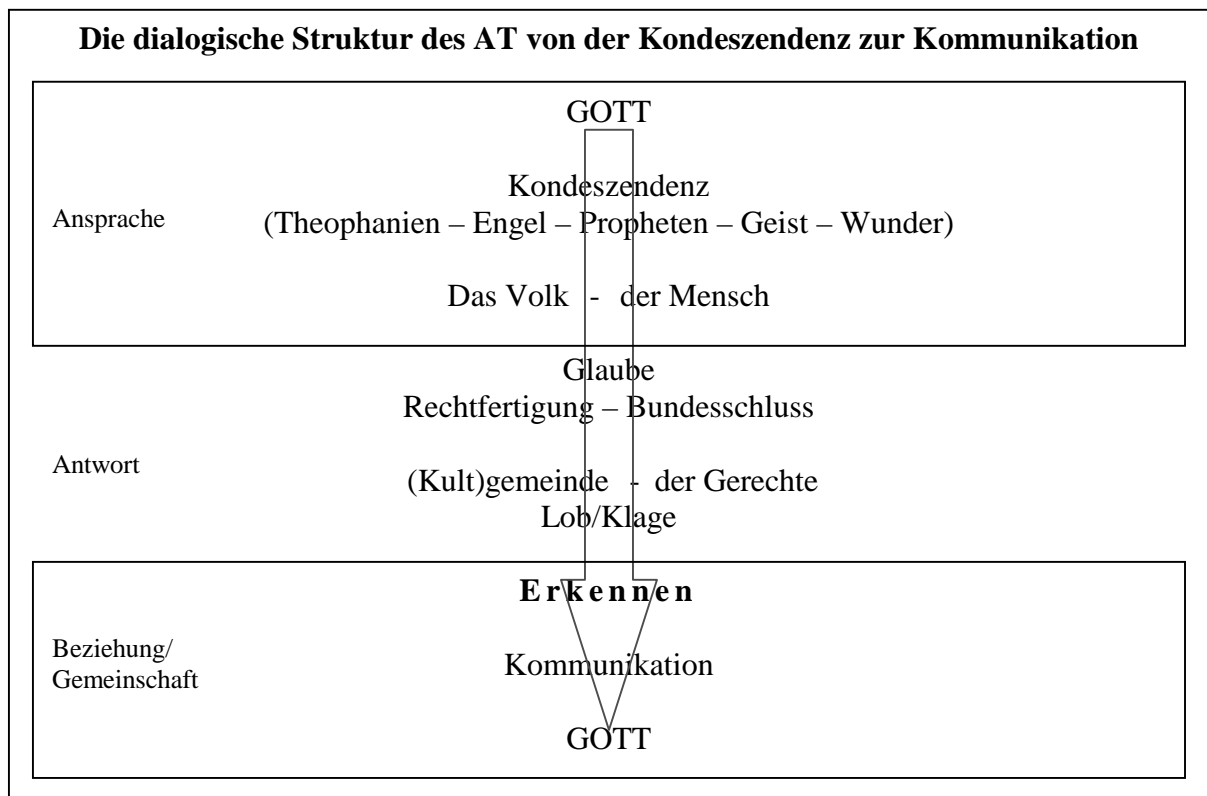 Die dialogische Struktur des AT von der Kondeszendenz zur Kommunikation
GOTT
Kondeszendenz
Ansprache
(Theophanien – Engel – Propheten – Geist – Wunder)
Das Volk - der Mensch
Glaube
Rechtfertigung – Bundesschluss
Antwort
(Kult)gemeinde - der Gerechte
Lob/Klage
Erkennen
Beziehung/
Gemeinschaft
Kommunikation
GOTT